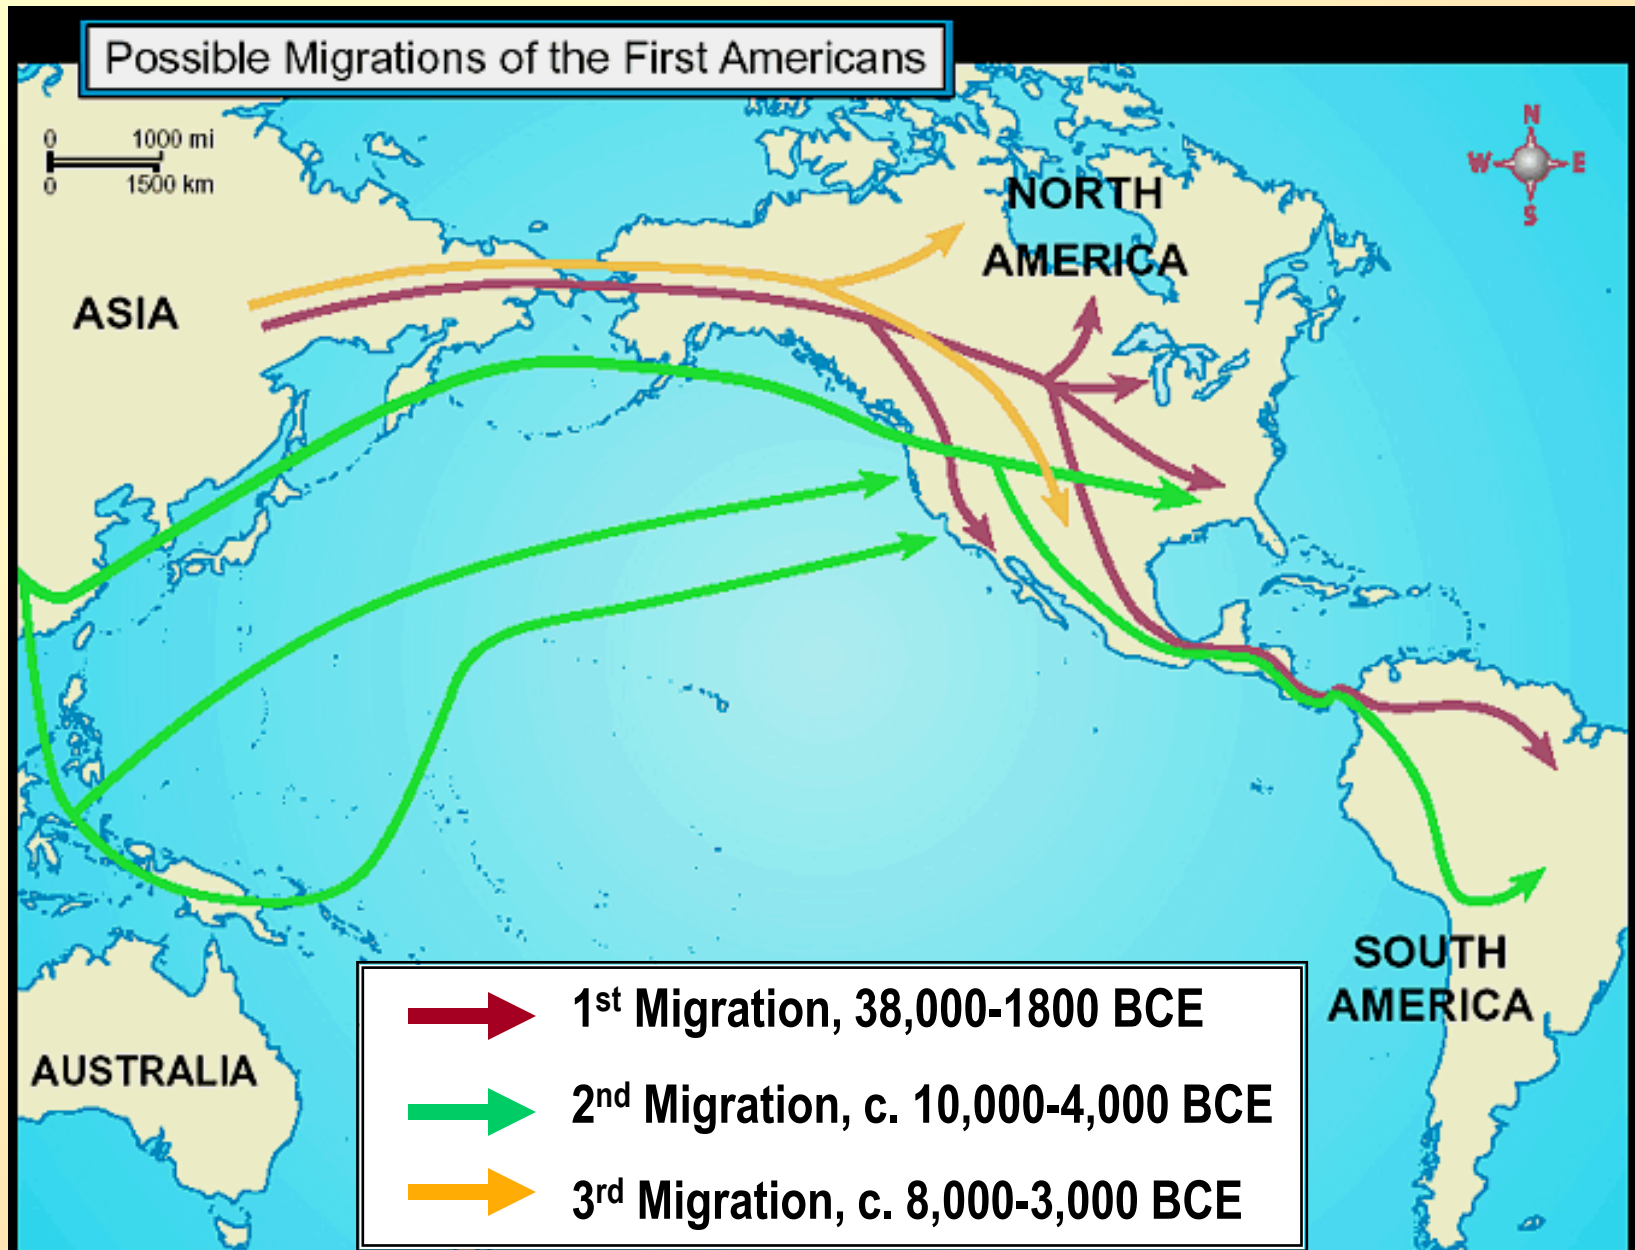 Possible Migrations of the First Americans
0 1000 mi
0 1500 km
N
W E
S
NORTH
AMERICA
ASIA
SOUTH
AMERICA
AUSTRALIA
1st Migration, 38,000-1800 BCE
2nd Migration, c. 10,000-4,000 BCE
3rd Migration, c. 8,000-3,000 BCE